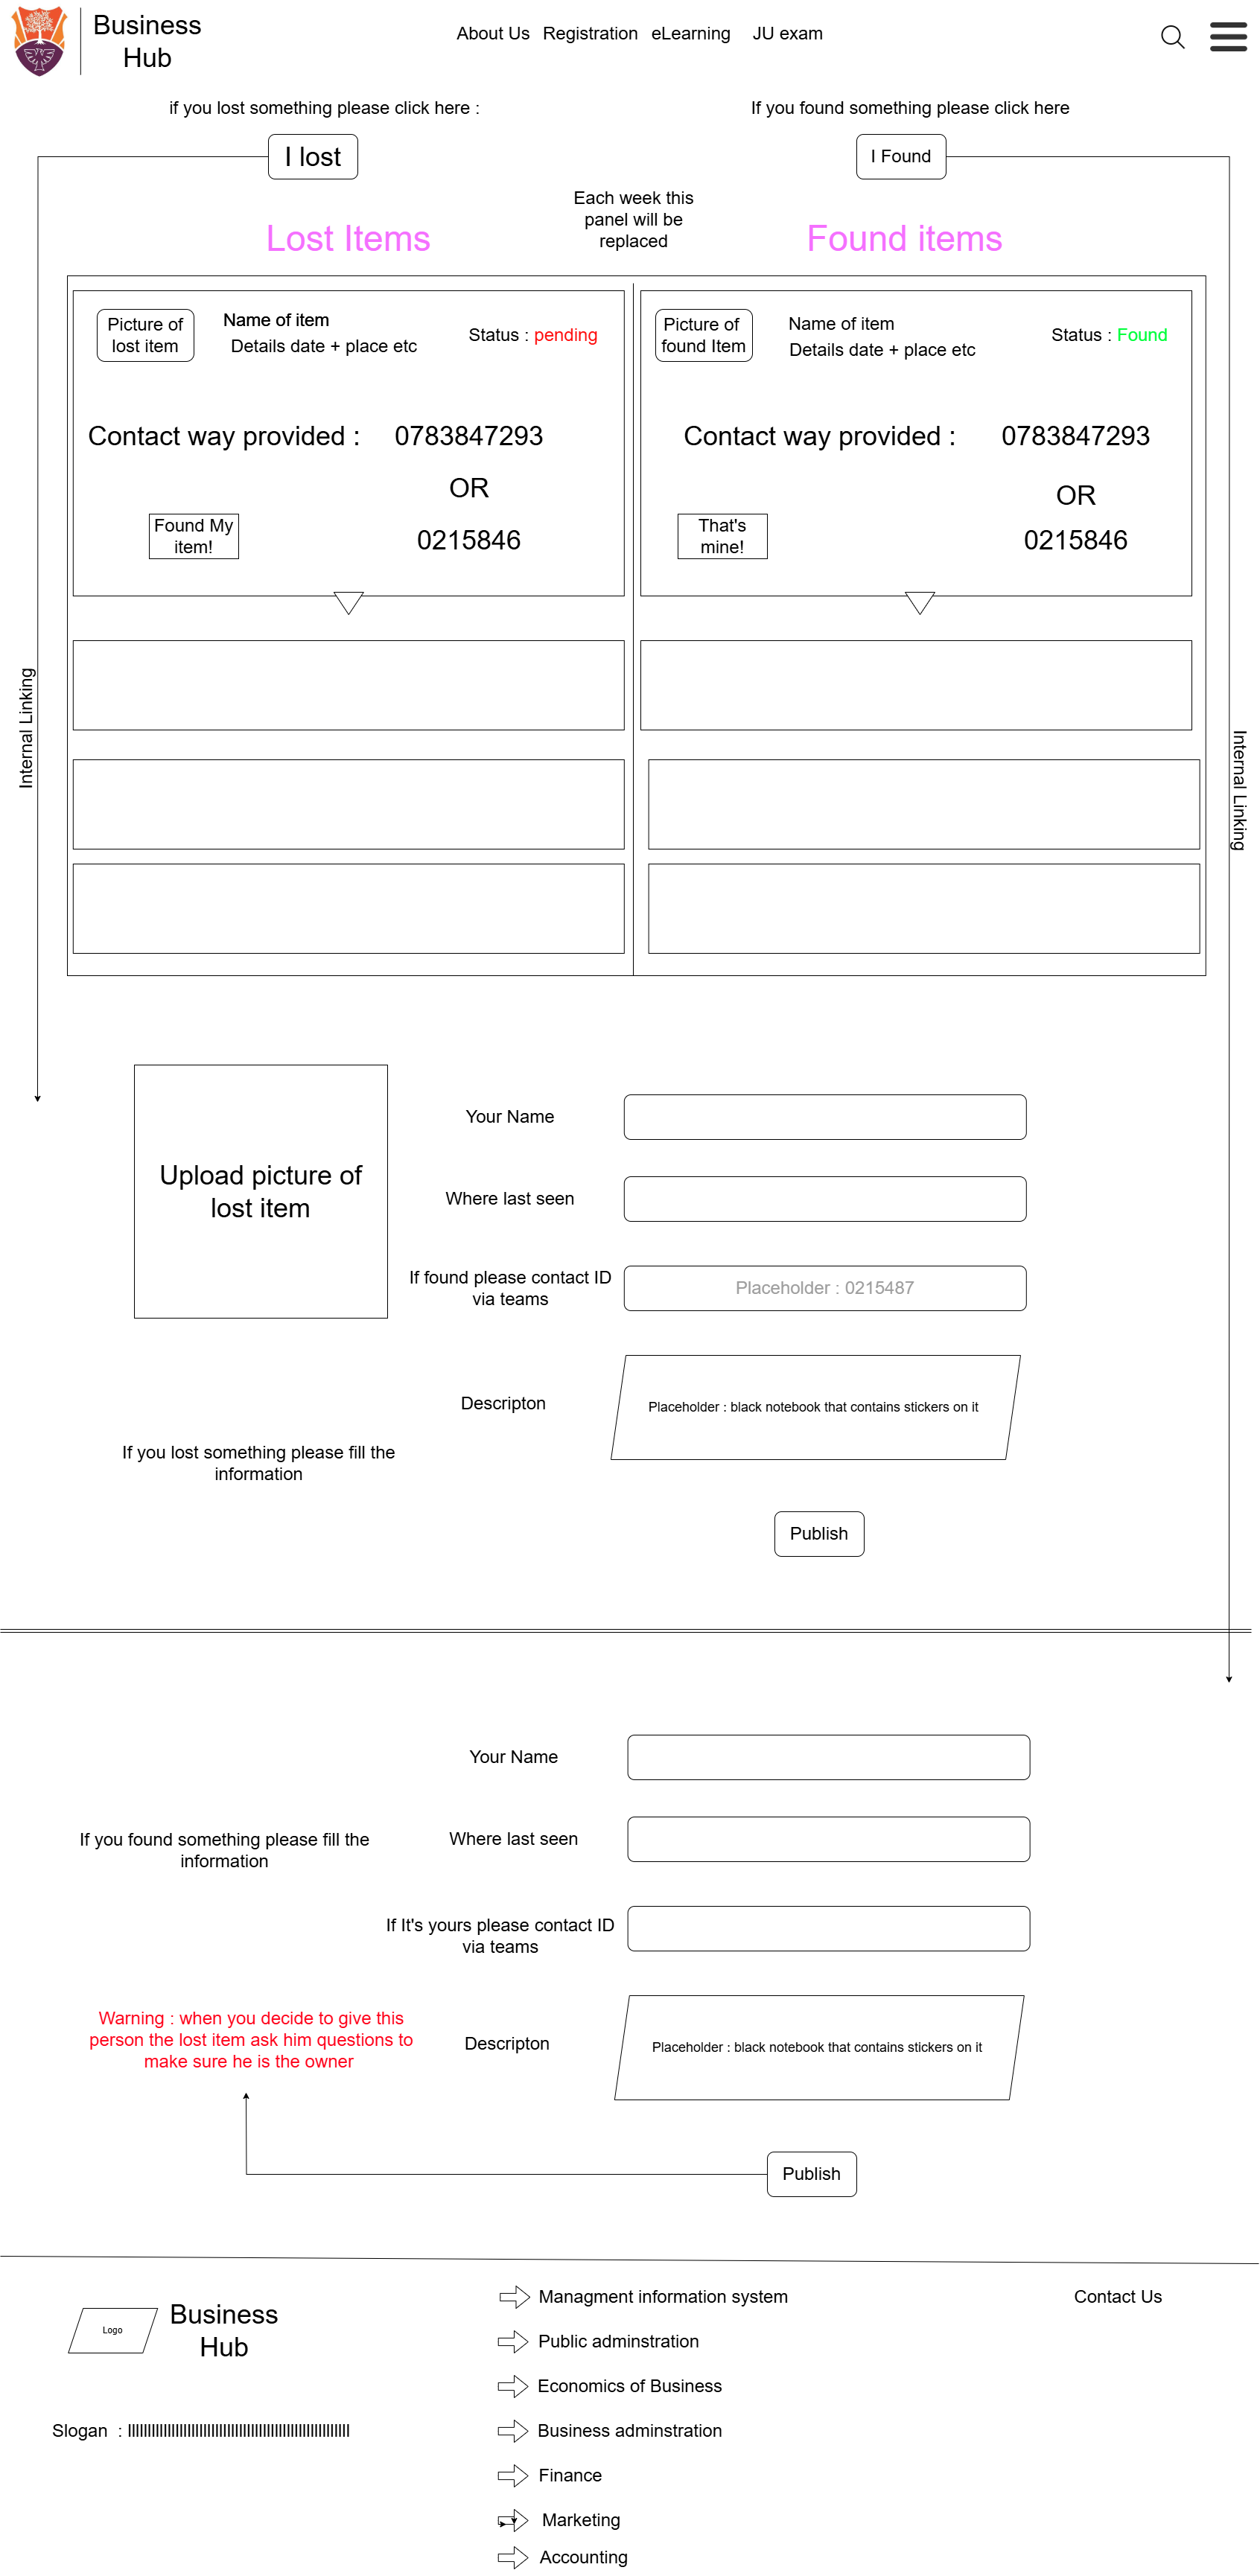 Business
Hub
About Us
Registration
eLearning
JU exam
if you lost something please click here :
If you found something please click here
I lost
I Found
Each week this
panel will be
replaced
Lost Items
Found items
Picture of
lost item
Name of item
Details date + place etc
Status : pending
Contact way provided :
0783847293
OR
0215846
Found My
item!
Picture of
found Item
Name of item
Details date + place etc
Status : Found
Contact way provided :
0783847293
OR
0215846
That's
mine!
Internal Linking
Internal Linking
Upload picture of
lost item
Your Name
Where last seen
If found please contact ID
via teams
Placeholder : 0215487
Descripton
Placeholder : black notebook that contains stickers on it
If you lost something please fill the
information
Publish
Your Name
If you found something please fill the
information
Where last seen
If It's yours please contact ID
via teams
Warning : when you decide to give this
person the lost item ask him questions to
make sure he is the owner
Descripton
Placeholder : black notebook that contains stickers on it
Publish
Logo
Business
Hub
Slogan :
Managment information system
Public adminstration
Economics of Business
Business adminstration
Finance
Marketing
Accounting
Contact Us